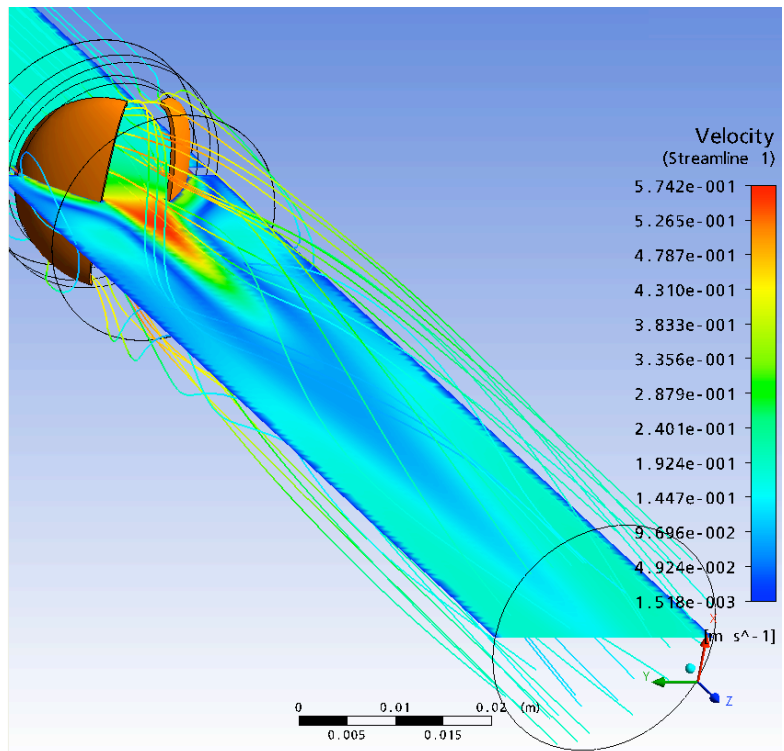 Velocity
(Streamline 1)
5.742e-001
5.265e-001
4.787e-001
4.310e-001
3.833e-001
3.356e-001
2.879e-001
2.401e-001
1.924e-001
1.447e-001
9.696e-002
4.924e-002
1.518e-003
[m s^-1]
X
Y
Z
0 0.01 0.02 (m)
0.005 0.015